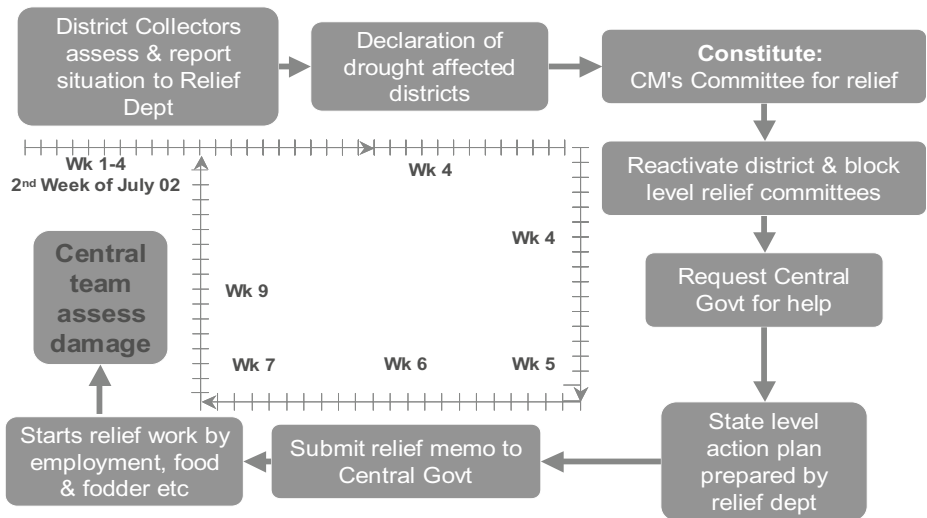 District Collectors
assess & report
situation to Relief
Dept
Declaration of
drought affected
districts
Constitute:
CM's Committee for relief
Wk 1-4
2nd Week of July 02
Wk 4
Reactivate district & block
level relief committees
Wk 4
Central
team
assess
damage
Wk 9
Request Central
Govt for help
Wk 7
Wk 6
Wk 5
Starts relief work by
employment, food
& fodder etc
Submit relief memo to
Central Govt
State level
action plan
prepared by
relief dept